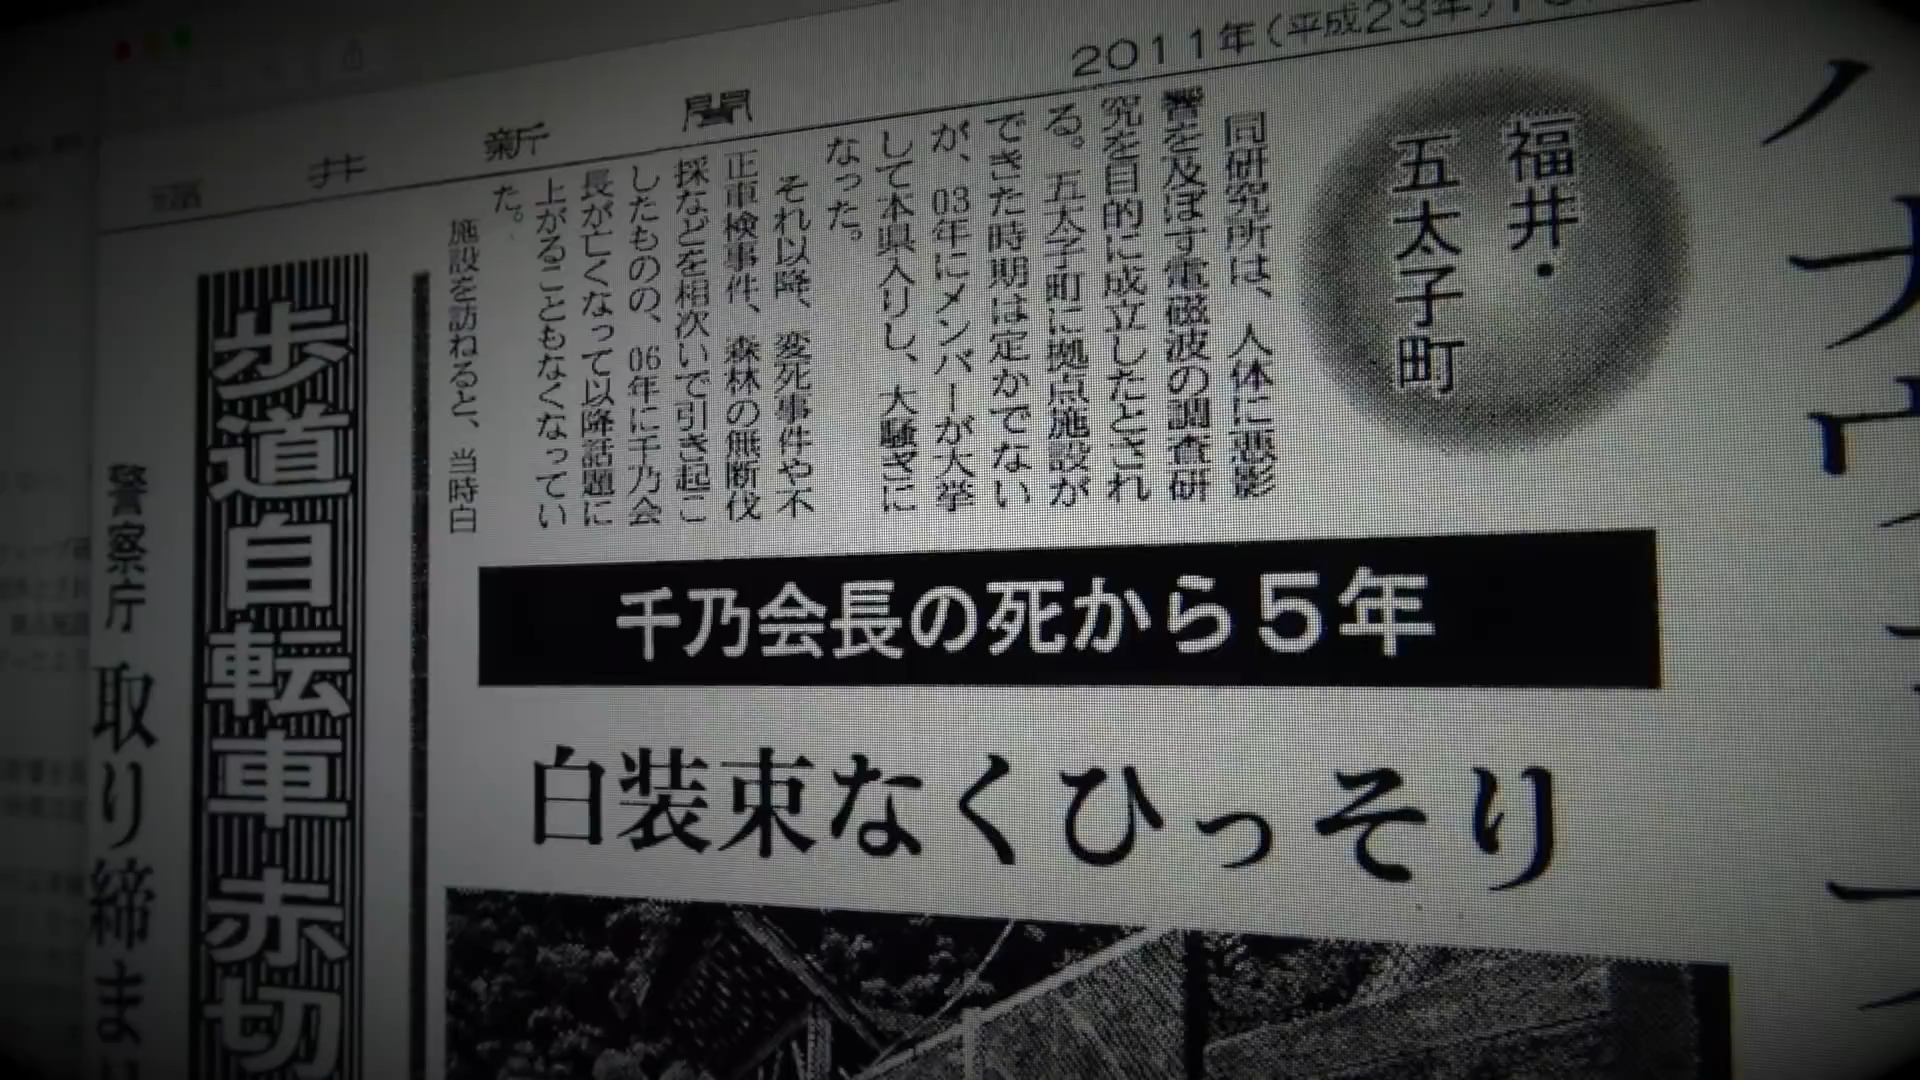 2011年(平成23年)
福井新聞
福井・
五太子町
同研究所は、人体に悪影
響を及ぼす電磁波の調査研
究を目的に成立したとされ
る。五太子町に拠点施設が
できた時期は定かでない
が、03年にメンバーが大挙
して本県入りし、大騒ぎに
なった。
それ以降、変死事件や不
正車検事件、森林の無断伐
採などを相次いで引き起こ
したものの、06年に千乃会
長が亡くなって以降話題に
上がることもなくなってい
た。
施設を訪ねると、当時白
千乃会長の死から5年
白装束なくひっそり
歩道自転車赤切
警察庁 取り締ま